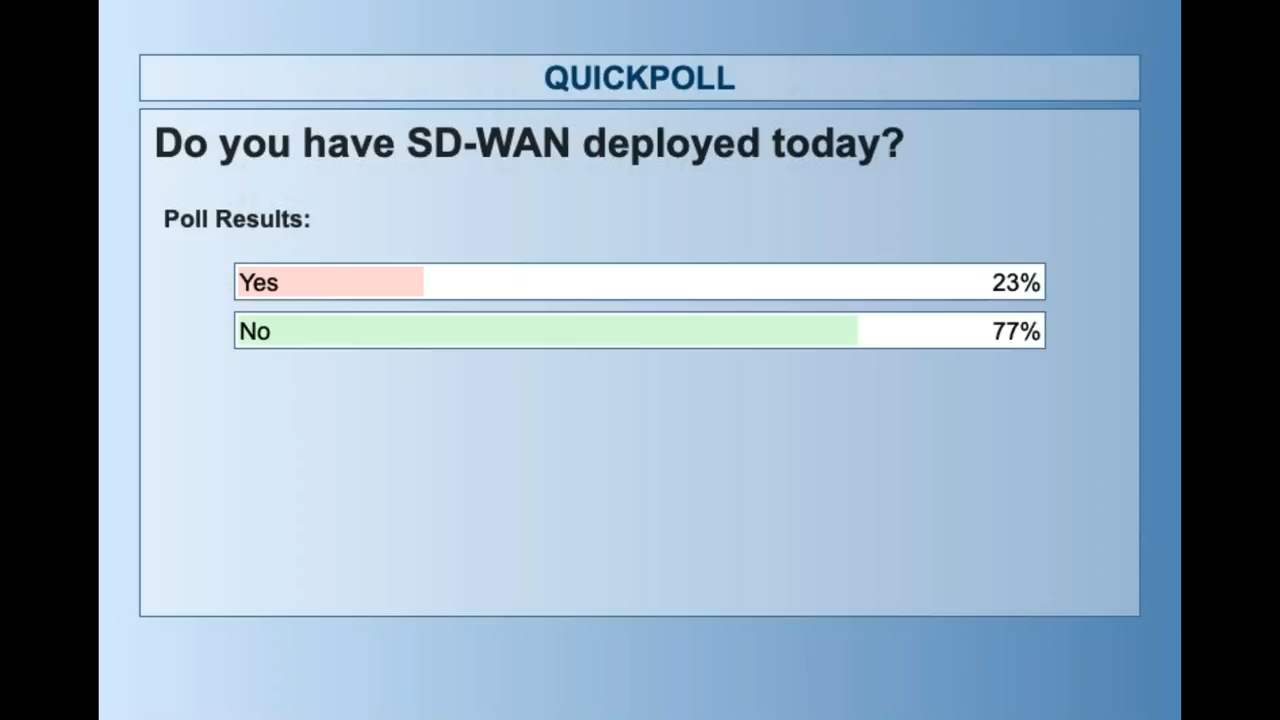 QUICKPOLL
Do you have SD-WAN deployed today?
Poll Results:
Yes 23%
No 77%